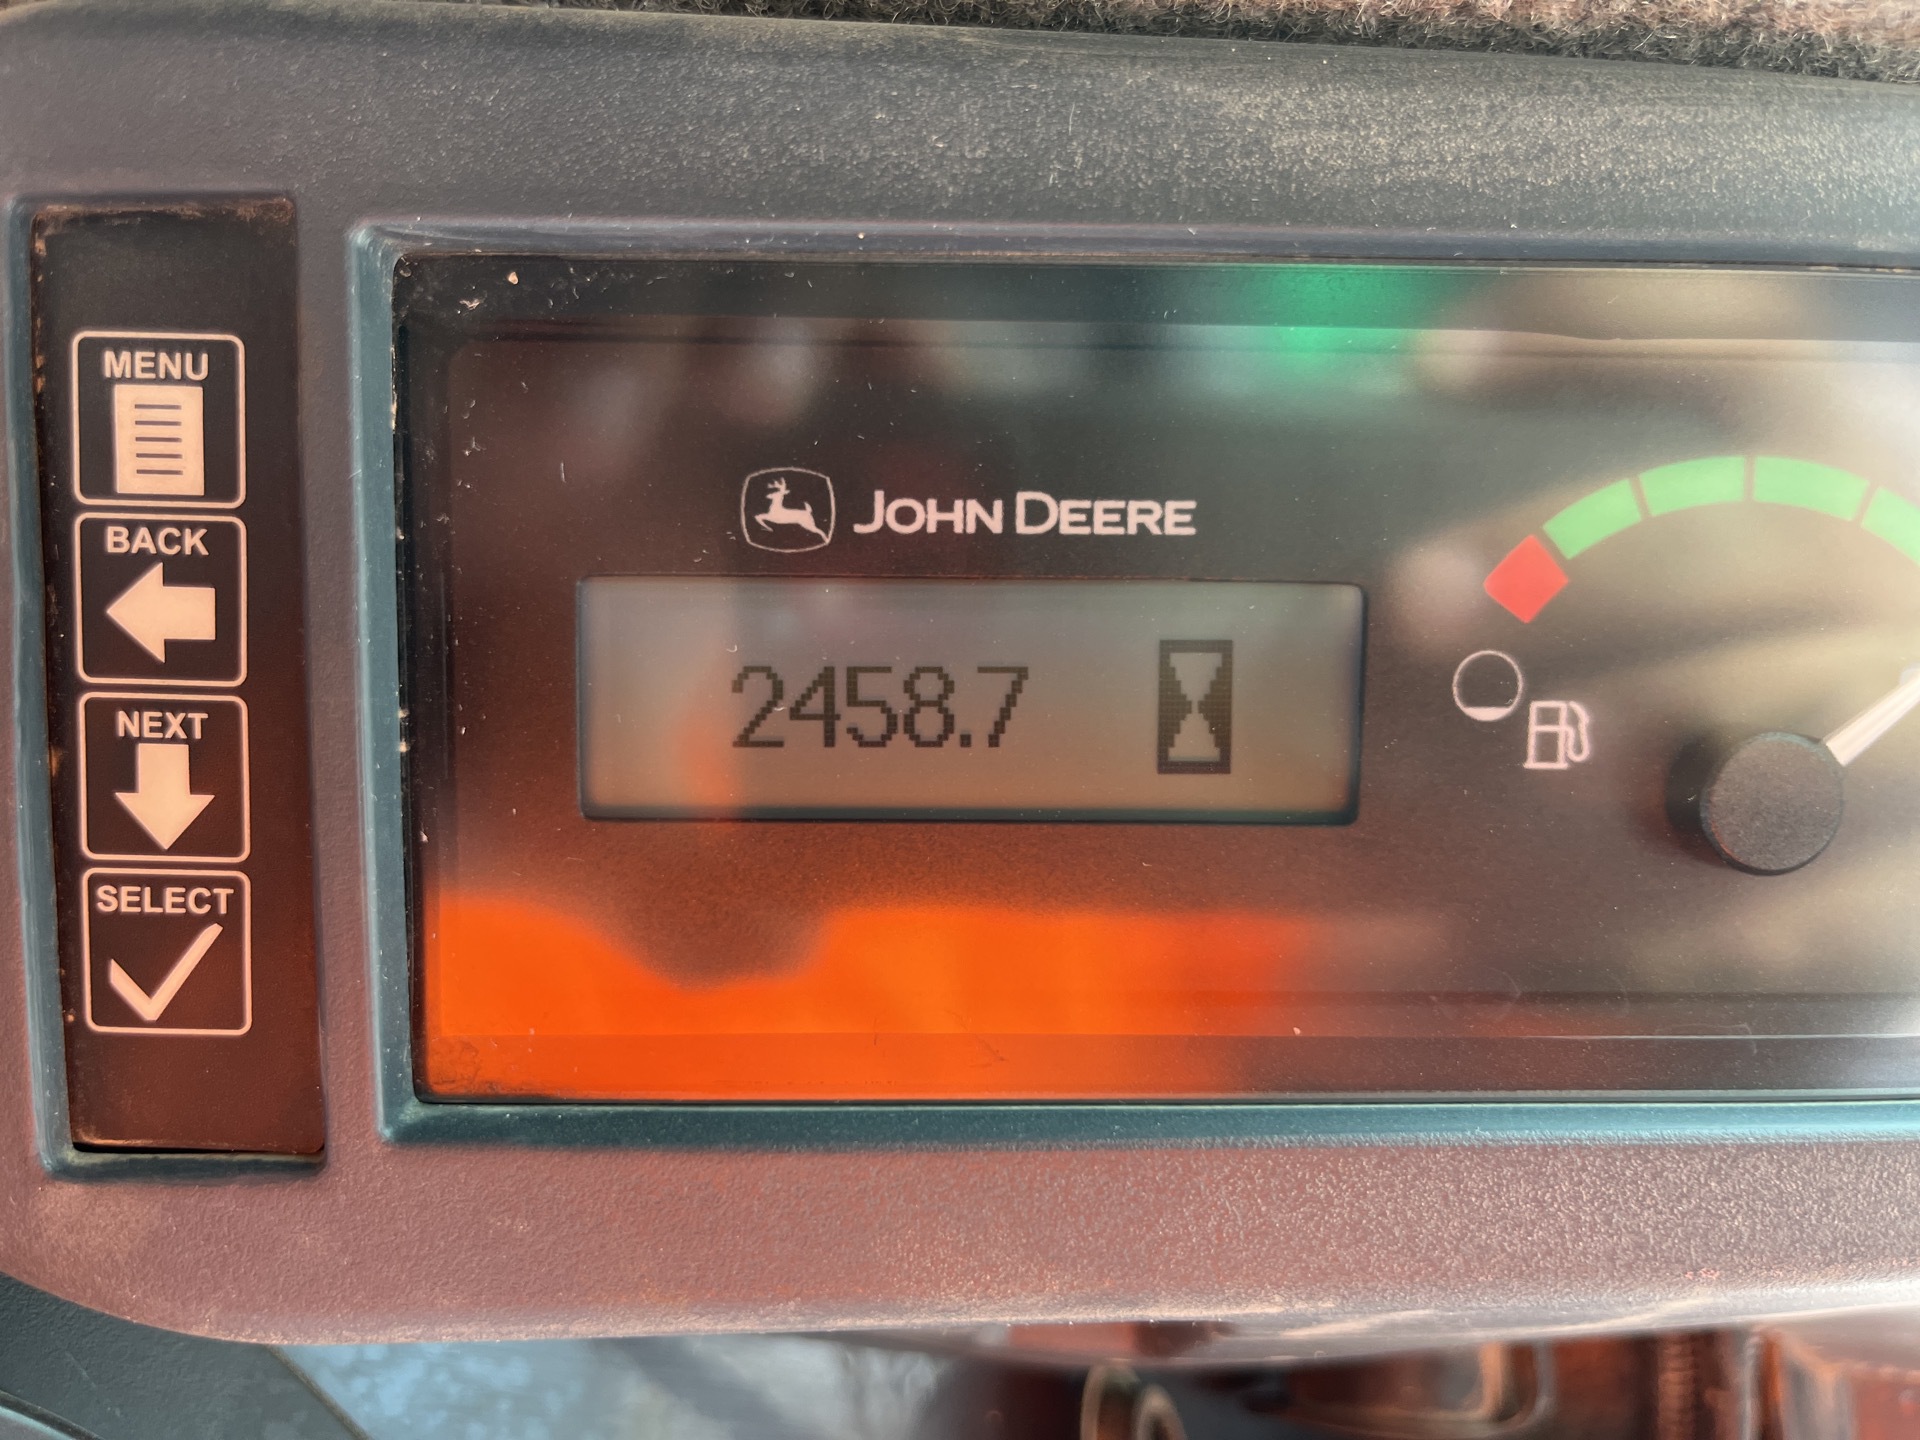 MENU
BACK
NEXT
SELECT
JOHN DEERE
2458.7